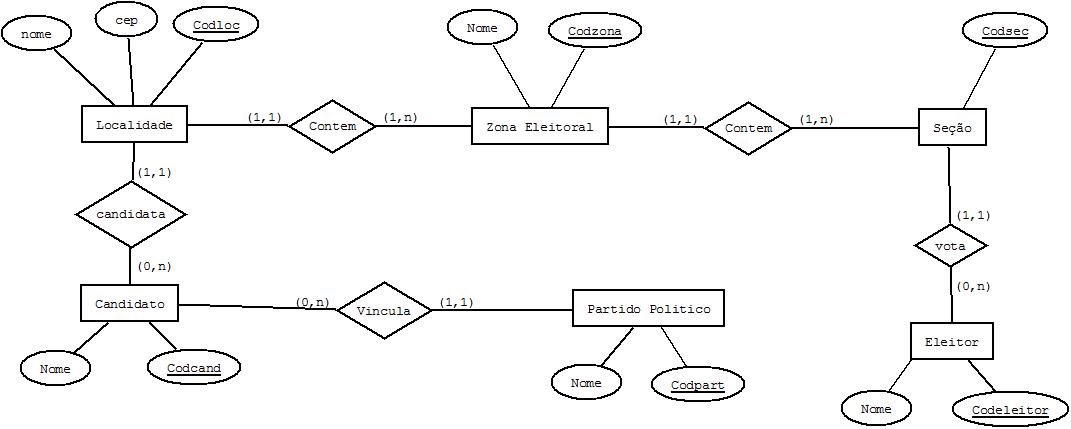 nome
cep
Codloc
Nome
Codzona
Codsec
Localidade
(1,1)
Contem
(1,n)
Zona Eleitoral
(1,1)
Contem
(1,n)
Seção
(1,1)
candidata
(0,n)
(1,1)
vota
(0,n)
Candidato
(0,n)
Vincula
(1,1)
Partido Politico
Eleitor
Nome
Codcand
Nome
Codpart
Nome
Codeleitor